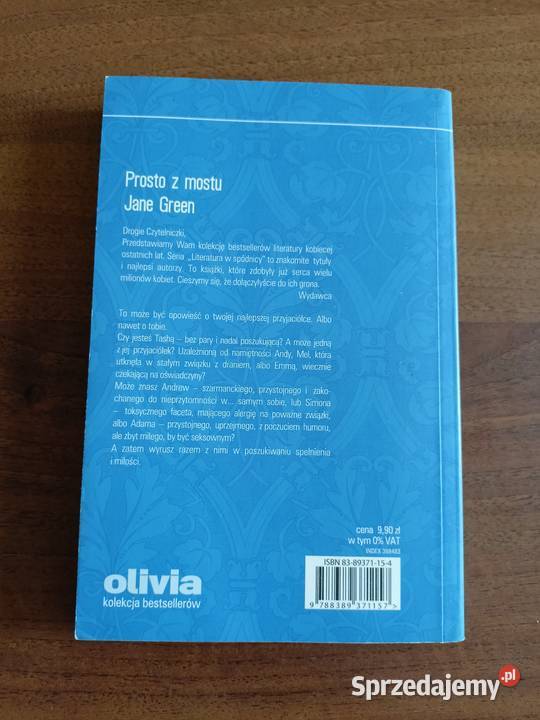 Prosto z mostu
Jane Green
Drogie Czytelniczki,
Przedstawiamy Wam kolekcję bestsellerów literatury kobiecej
ostatnich lat. Seria „Literatura w spódnicy” to znakomite tytuły
i najlepsi autorzy. To książki, które zdobyły już serca wielu
milionów kobiet. Cieszymy się, że dołączyłyście do ich grona.
Wydawca
To może być opowieść o twojej najlepszej przyjaciółce. Albo
nawet o tobie.
Czy jesteś Tashą – bez pary i nadal poszukującą? A może jedną
z jej przyjaciółek? Uzależnioną od namiętności Andy, Mel, która
utknęła w stałym związku z draniem, albo Emmą, wiecznie
czekającą na oświadczyny?
Może znasz Andrew – szarmanckiego, przystojnego i zako-
chanego do nieprzytomności w... samym sobie, lub Simona
– toksycznego faceta, mającego alergię na poważne związki,
albo Adama – przystojnego, uprzejmego, z poczuciem humoru,
ale zbyt miłego, by być seksownym?
A zatem wyrusz razem z nimi w poszukiwaniu spełnienia
i miłości.
cena 9,90 zł
w tym 0% VAT
INDEX 398483
ISBN 83-89371-15-4
9 788389 371157 >
olivia
kolekcja bestsellerów
Sprzedajemy.pl